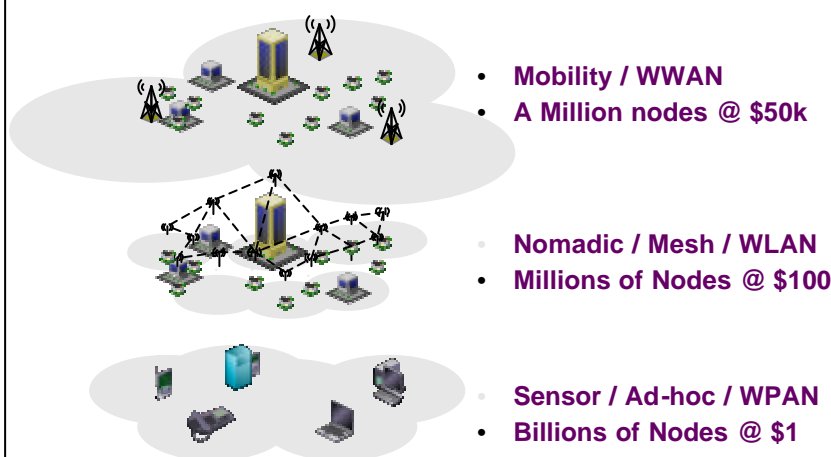 • Mobility / WWAN
• A Million nodes @ $50k
• Nomadic / Mesh / WLAN
• Millions of Nodes @ $100
• Sensor / Ad-hoc / WPAN
• Billions of Nodes @ $1